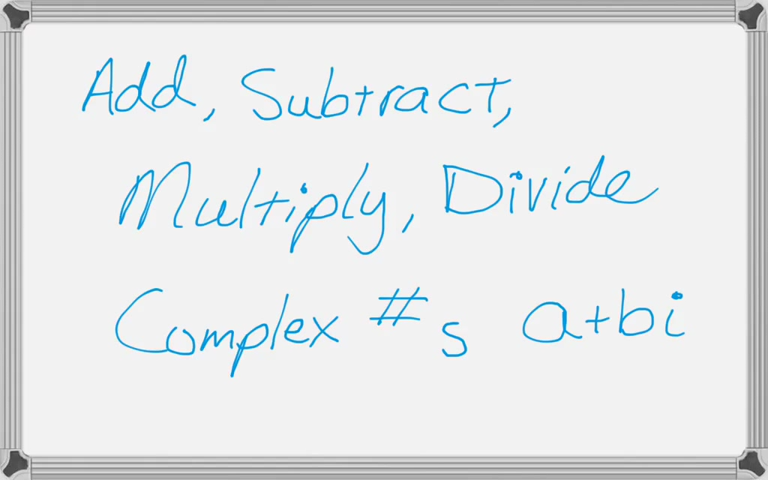 Add, Subtract,
Multiply, Divide
Complex #s a+bi